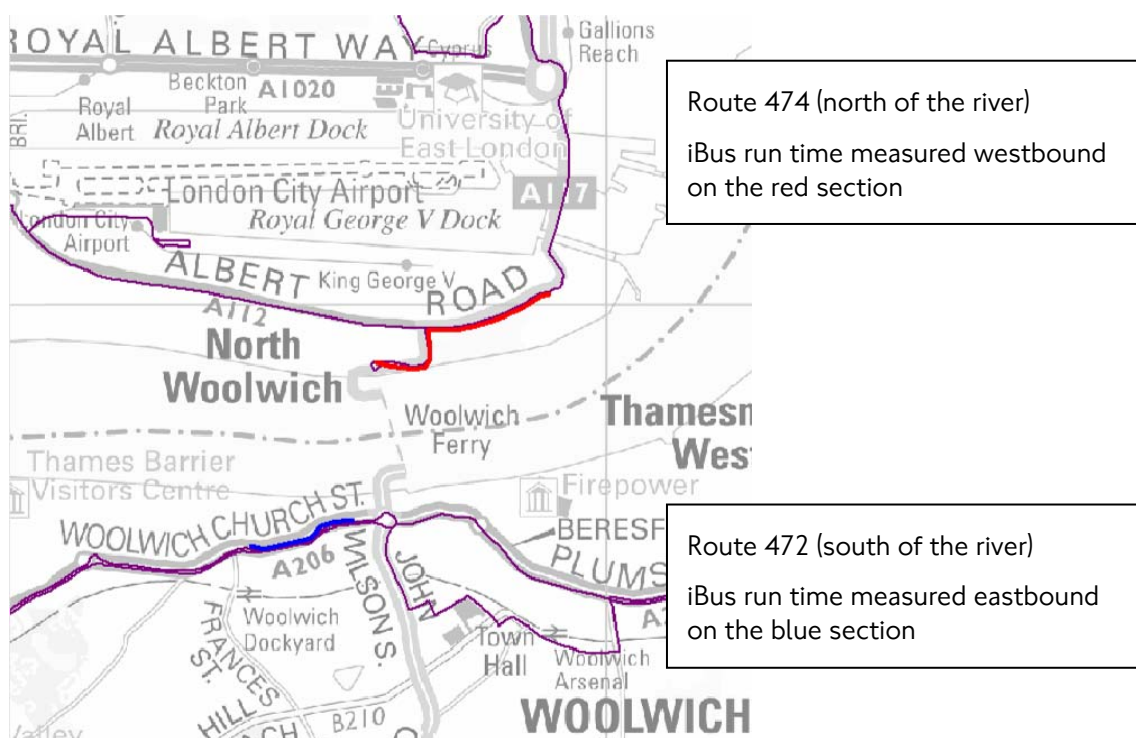 ROYAL ALBERT WAY
Cyprus
Gallions
Reach
Beckton
Park
A1020
Royal
Albert
BRI.
Royal Albert Dock
University of
East London
London City Airport
A117
Royal George V Dock
London City
Airport
ALBERT ROAD
King George V
A112
North
Woolwich
Woolwich
Ferry
Thamesm
West
Thames Barrier
Visitors Centre
Firepower
WOOLWICH CHURCH ST.
A206
BERESF
PLUMS
WILSON S.
JOHN
Woolwich
Dockyard
FRANCES
ST.
Town
Hall
Woolwich
Arsenal
HILL
B210
WOOLWICH
Route 474 (north of the river)
iBus run time measured westbound
on the red section
Route 472 (south of the river)
iBus run time measured eastbound
on the blue section